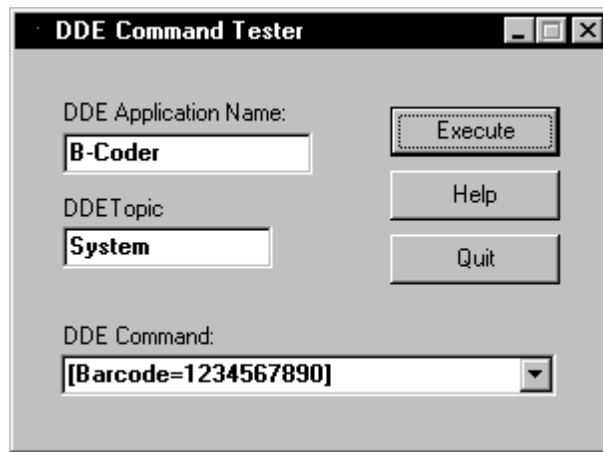 DDE Command Tester
DDE Application Name:
B-Coder
Execute
DDETopic
System
Help
Quit
DDE Command:
[Barcode=1234567890]